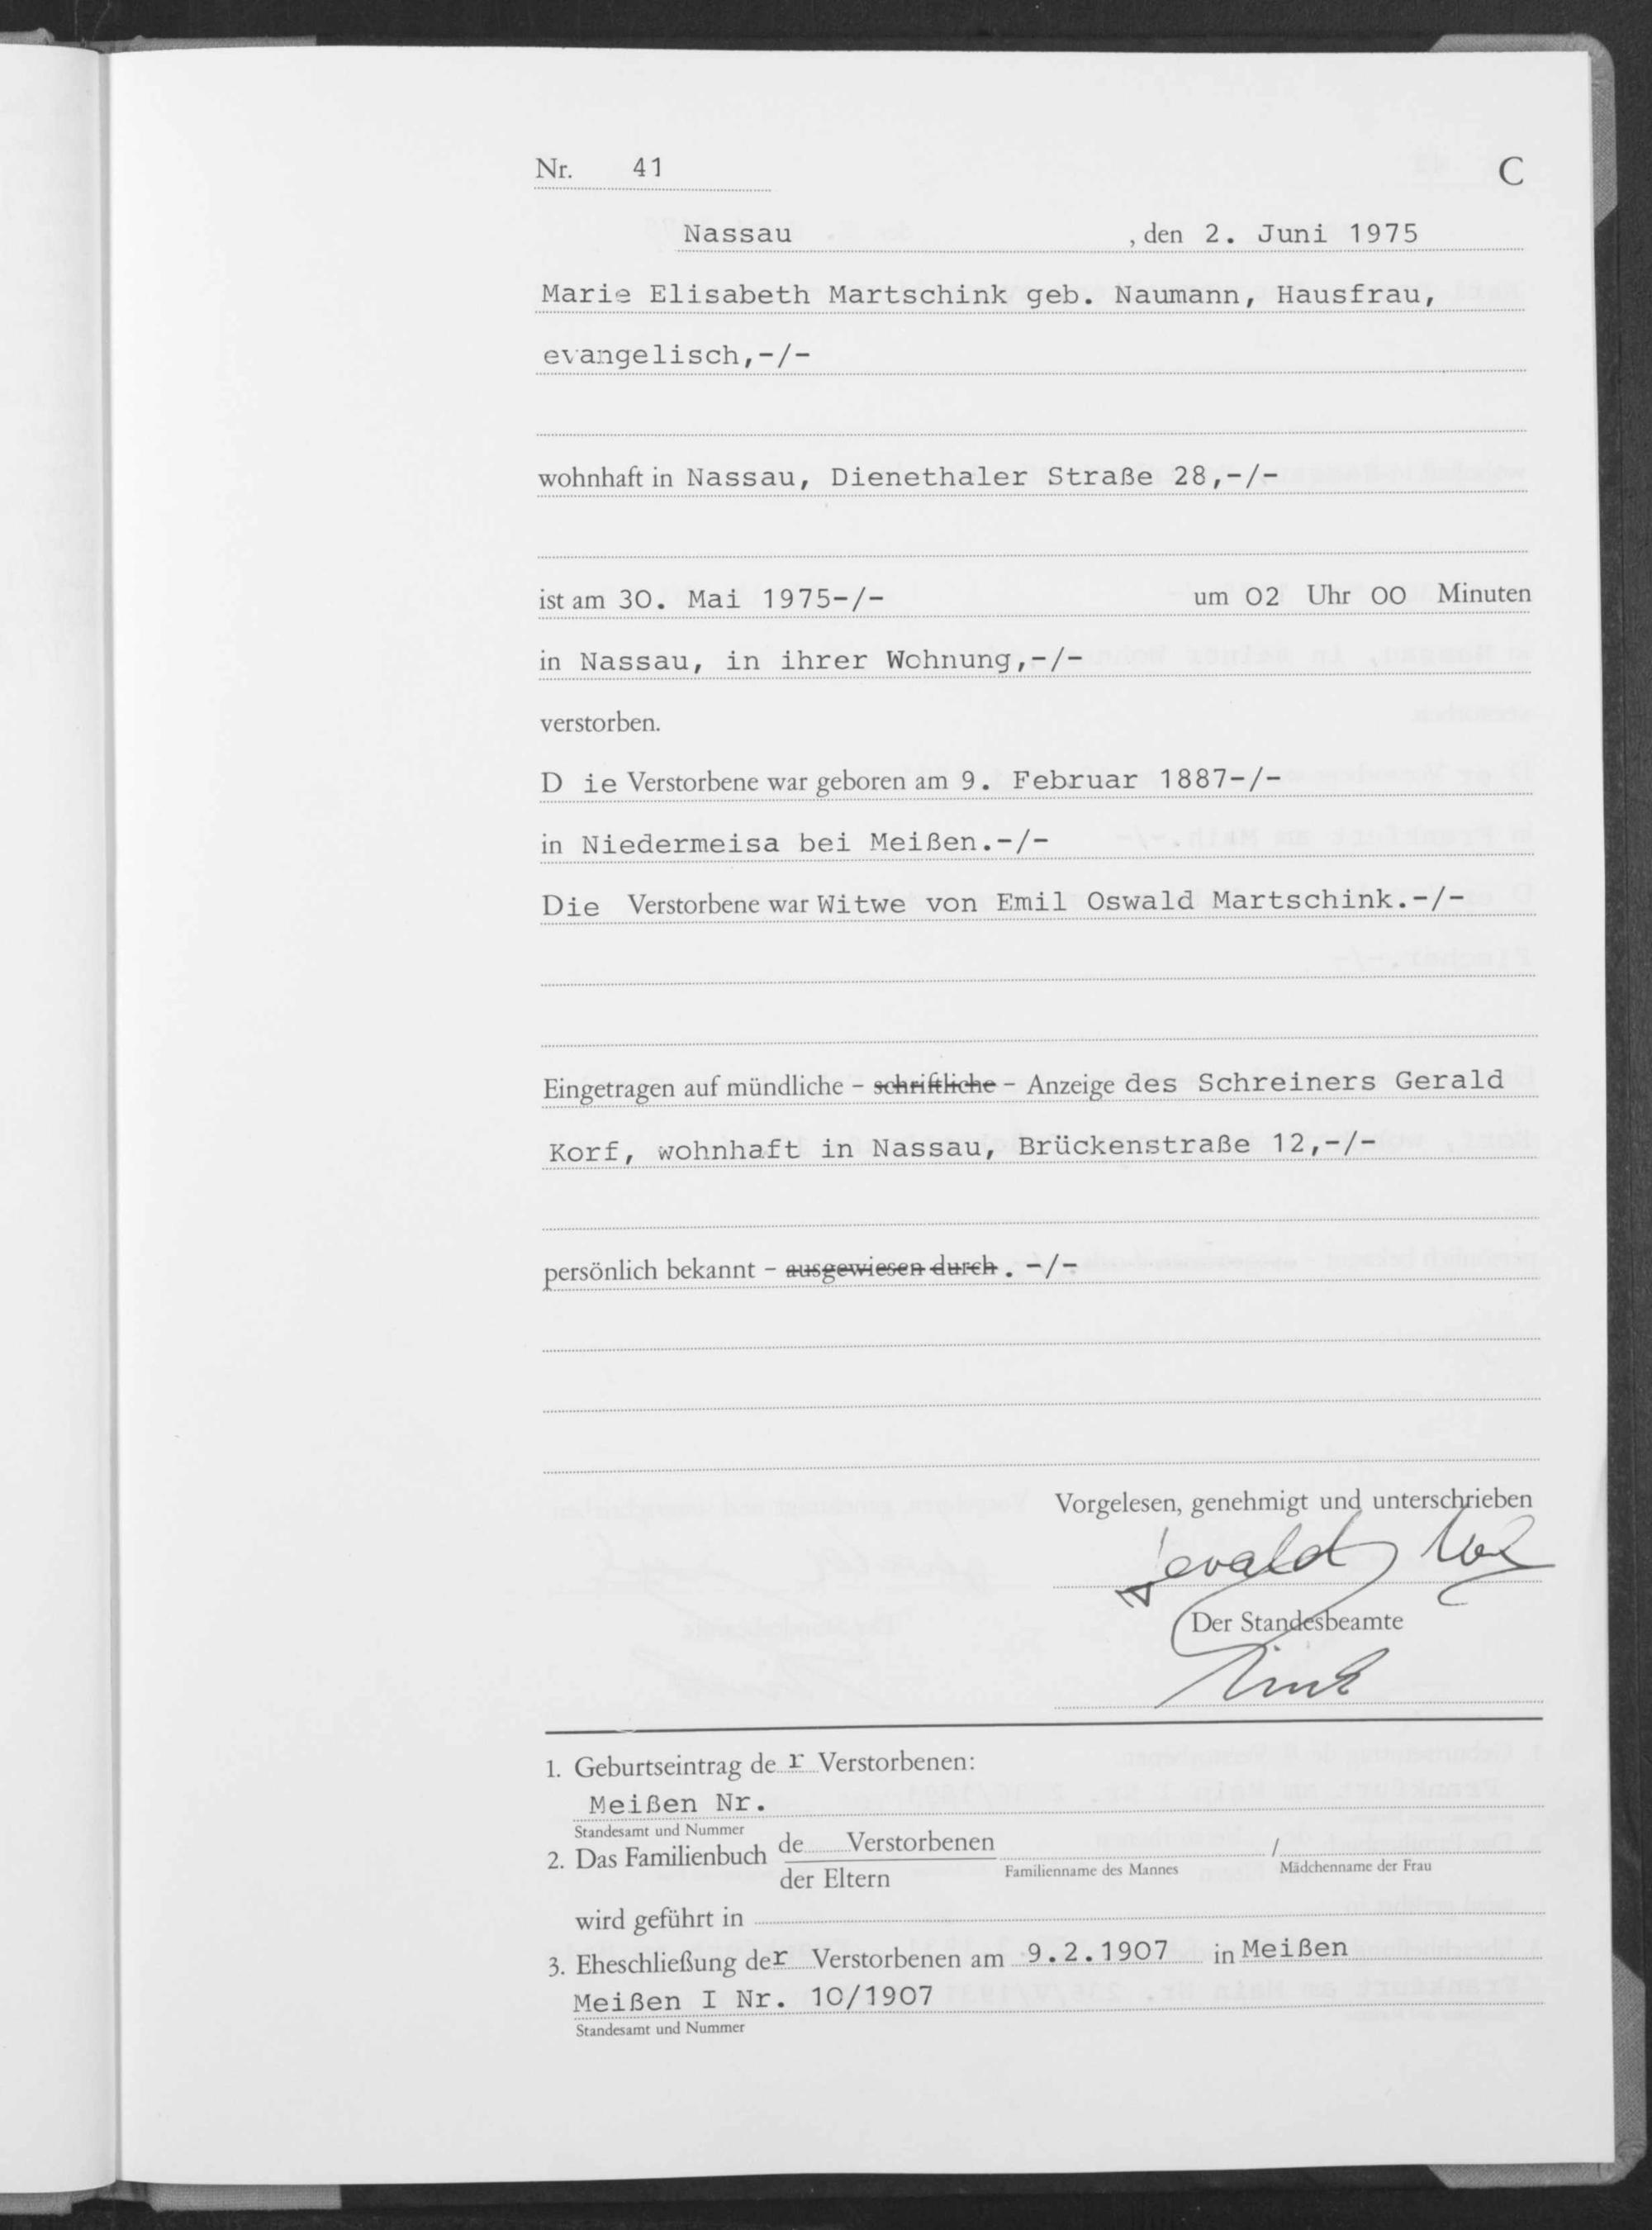 Nr. 41 C
Nassau , den 2. Juni 1975
Marie Elisabeth Martschink geb. Naumann, Hausfrau,
evangelisch,-/-
wohnhaft in Nassau, Dienethaler Straße 28,-/-
ist am 30. Mai 1975-/- um 02 Uhr 00 Minuten
in Nassau, in ihrer Wohnung,-/-
verstorben.
D ie Verstorbene war geboren am 9. Februar 1887-/-
in Niedermeisa bei Meißen.-/-
Die Verstorbene war Witwe von Emil Oswald Martschink.-/-
Eingetragen auf mündliche - schriftliche - Anzeige des Schreiners Gerald
Korf, wohnhaft in Nassau, Brückenstraße 12,-/-
persönlich bekannt - ausgewiesen durch . -/-
Vorgelesen, genehmigt und unterschrieben
Gerald Korf
Der Standesbeamte
1. Geburtseintrag de r Verstorbenen:
Meißen Nr.
Standesamt und Nummer
2. Das Familienbuch de Verstorbenen /
der Eltern Familienname des Mannes Mädchenname der Frau
wird geführt in
3. Eheschließung der Verstorbenen am 9.2.1907 in Meißen
Meißen I Nr. 10/1907
Standesamt und Nummer